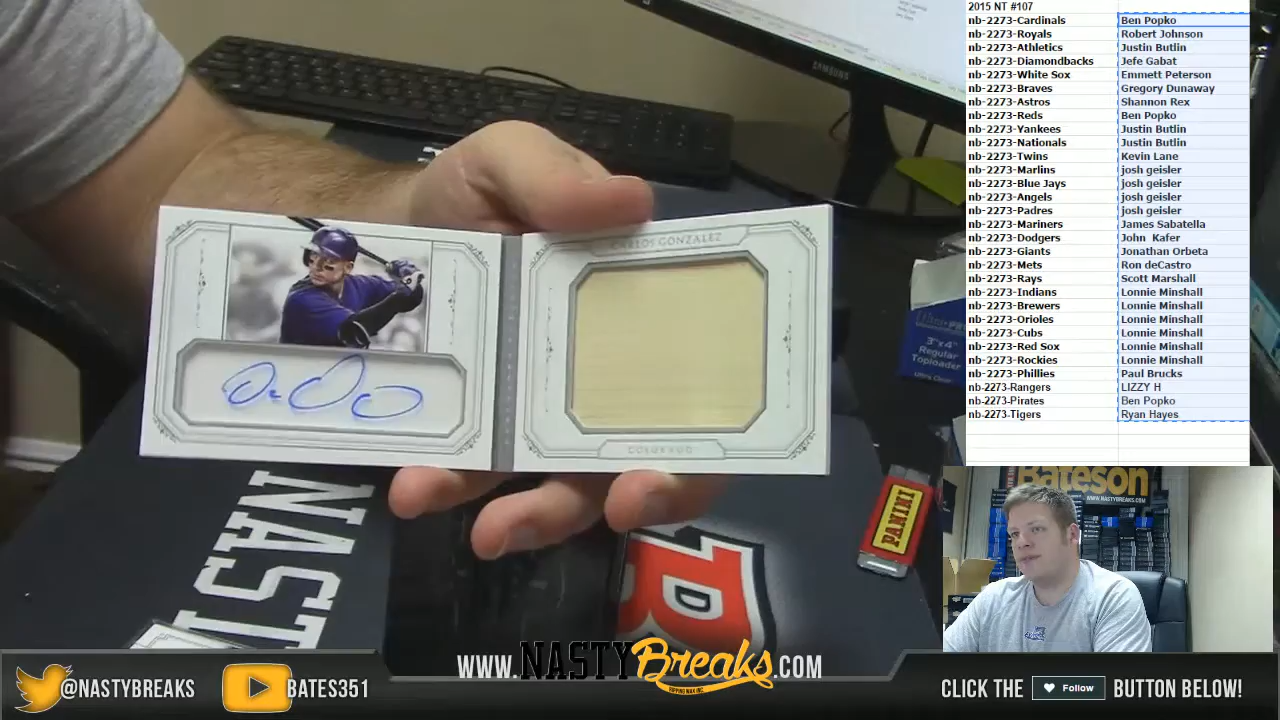 2015 NT #107
nb-2273-Cardinals Ben Popko
nb-2273-Royals Robert Johnson
nb-2273-Athletics Justin Butlin
nb-2273-Diamondbacks Jefe Gabat
nb-2273-White Sox Emmett Peterson
nb-2273-Braves Gregory Dunaway
nb-2273-Astros Shannon Rex
nb-2273-Reds Ben Popko
nb-2273-Yankees Justin Butlin
nb-2273-Nationals Justin Butlin
nb-2273-Twins Kevin Lane
nb-2273-Marlins josh geisler
nb-2273-Blue Jays josh geisler
nb-2273-Angels josh geisler
nb-2273-Padres josh geisler
nb-2273-Mariners James Sabatella
nb-2273-Dodgers John Kafer
nb-2273-Giants Jonathan Orbeta
nb-2273-Mets Ron deCastro
nb-2273-Rays Scott Marshall
nb-2273-Indians Lonnie Minshall
nb-2273-Brewers Lonnie Minshall
nb-2273-Orioles Lonnie Minshall
nb-2273-Cubs Lonnie Minshall
nb-2273-Red Sox Lonnie Minshall
nb-2273-Rockies Lonnie Minshall
nb-2273-Phillies Paul Brucks
nb-2273-Rangers LIZZY H
nb-2273-Pirates Ben Popko
nb-2273-Tigers Ryan Hayes
SAMSUNG
CARLOS GONZALEZ
COLORADO
3"x4"
Regular
Toploader
PANINI
NAST
Bateson
WWW.NASTYBREAKS.COM
@NASTYBREAKS
BATES351
WWW.NASTYBreaks.COM
RIPPING WAX INC.
CLICK THE Follow BUTTON BELOW!